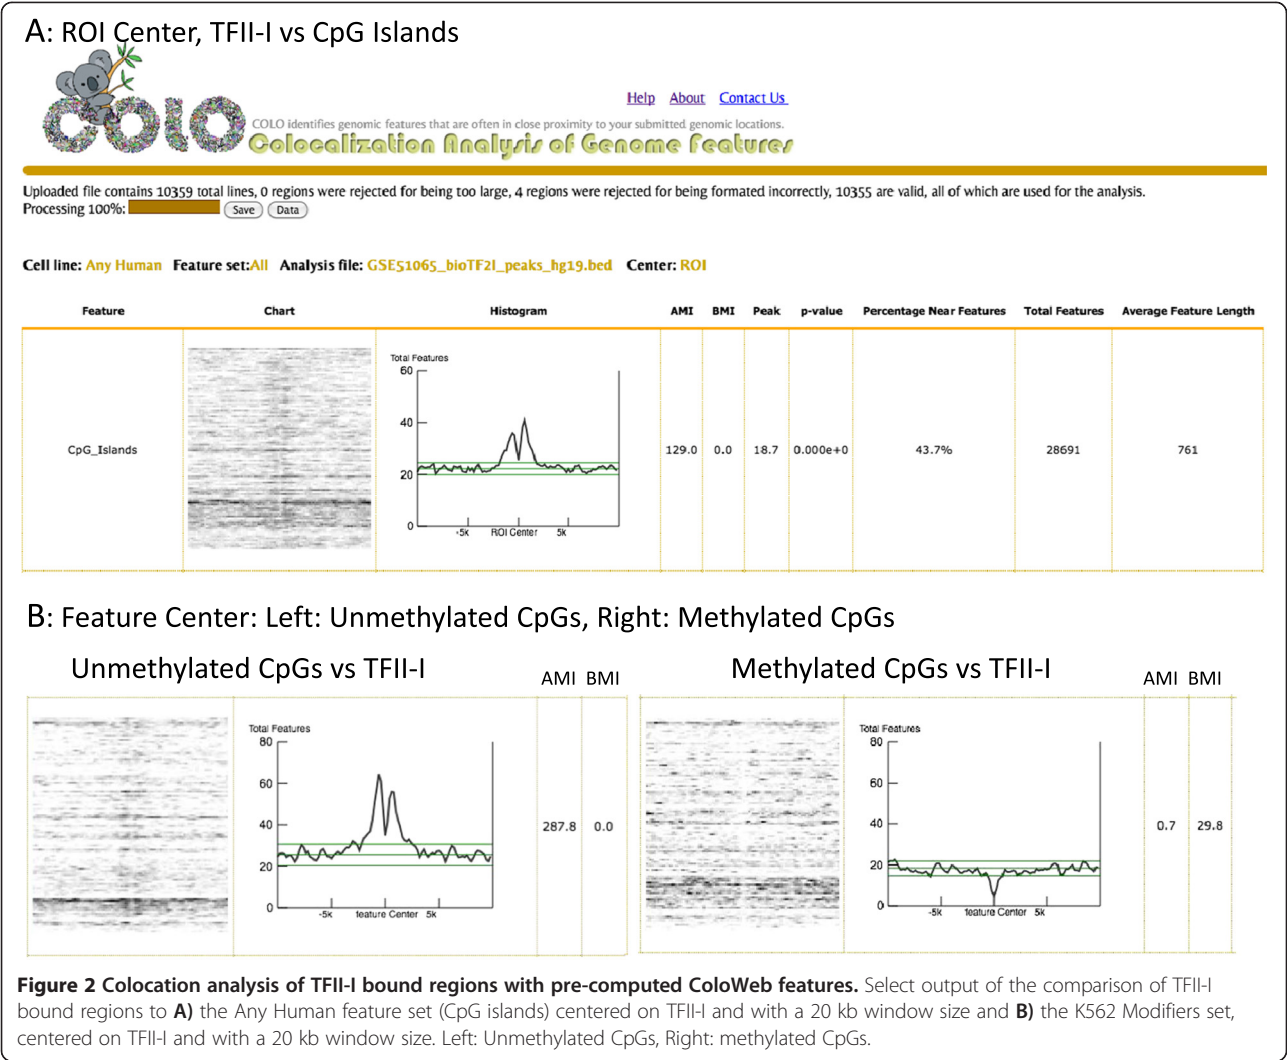 A: ROI Center, TFII-I vs CpG Islands
COLO
Help About Contact Us
COLO identifies genomic features that are often in close proximity to your submitted genomic locations.
Colocalization Analysis of Genome Features
Uploaded file contains 10359 total lines, 0 regions were rejected for being too large, 4 regions were rejected for being formated incorrectly, 10355 are valid, all of which are used for the analysis.
Processing 100%: Save Data
Cell line: Any Human Feature set:All Analysis file: GSE51065_bioTF2I_peaks_hg19.bed Center: ROI
Feature Chart Histogram AMI BMI Peak p-value Percentage Near Features Total Features Average Feature Length
Total Features
60
40
CpG_Islands 129.0 0.0 18.7 0.000e+0 43.7% 28691 761
20
0
-5k ROI Center 5k
B: Feature Center: Left: Unmethylated CpGs, Right: Methylated CpGs
Unmethylated CpGs vs TFII-I AMI BMI Methylated CpGs vs TFII-I AMI BMI
Total Features Total Features
80 80
60 60
40 287.8 0.0 40 0.7 29.8
20 20
0 0
-5k feature Center 5k -5k feature Center 5k
Figure 2 Colocation analysis of TFII-I bound regions with pre-computed ColoWeb features. Select output of the comparison of TFII-I
bound regions to A) the Any Human feature set (CpG islands) centered on TFII-I and with a 20 kb window size and B) the K562 Modifiers set,
centered on TFII-I and with a 20 kb window size. Left: Unmethylated CpGs, Right: methylated CpGs.